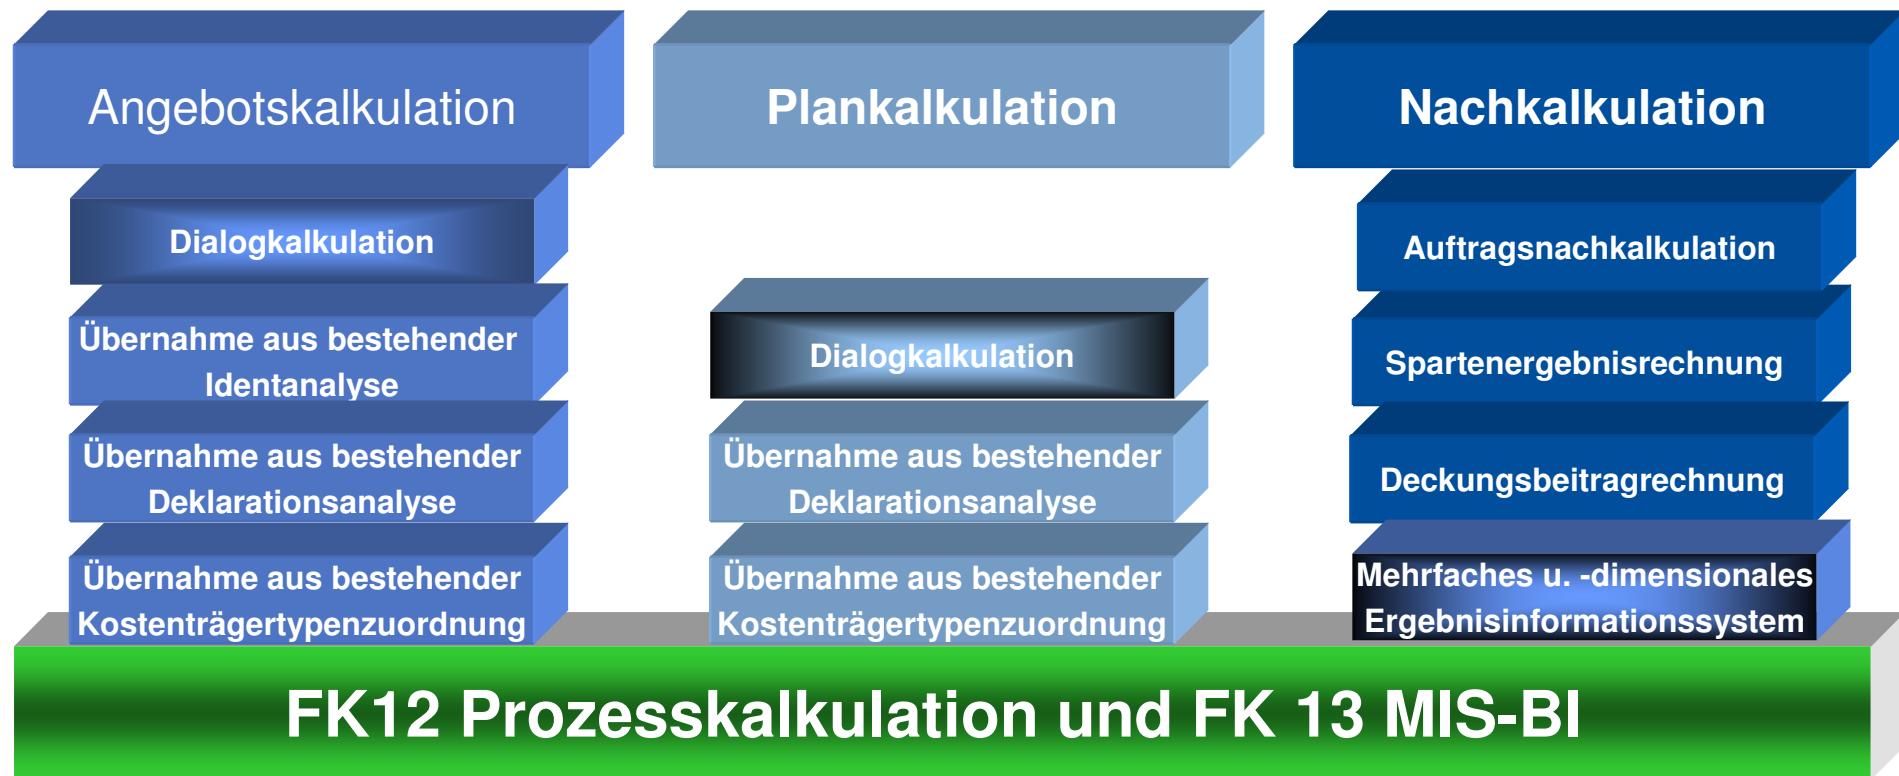 Angebotskalkulation
Plankalkulation
Nachkalkulation
Dialogkalkulation
Übernahme aus bestehender
Identanalyse
Übernahme aus bestehender
Deklarationsanalyse
Übernahme aus bestehender
Kostenträgertypenzuordnung
Dialogkalkulation
Übernahme aus bestehender
Deklarationsanalyse
Übernahme aus bestehender
Kostenträgertypenzuordnung
Auftragsnachkalkulation
Spartenergebnisrechnung
Deckungsbeitragrechnung
Mehrfaches u. -dimensionales
Ergebnisinformationssystem
FK12 Prozesskalkulation und FK 13 MIS-BI